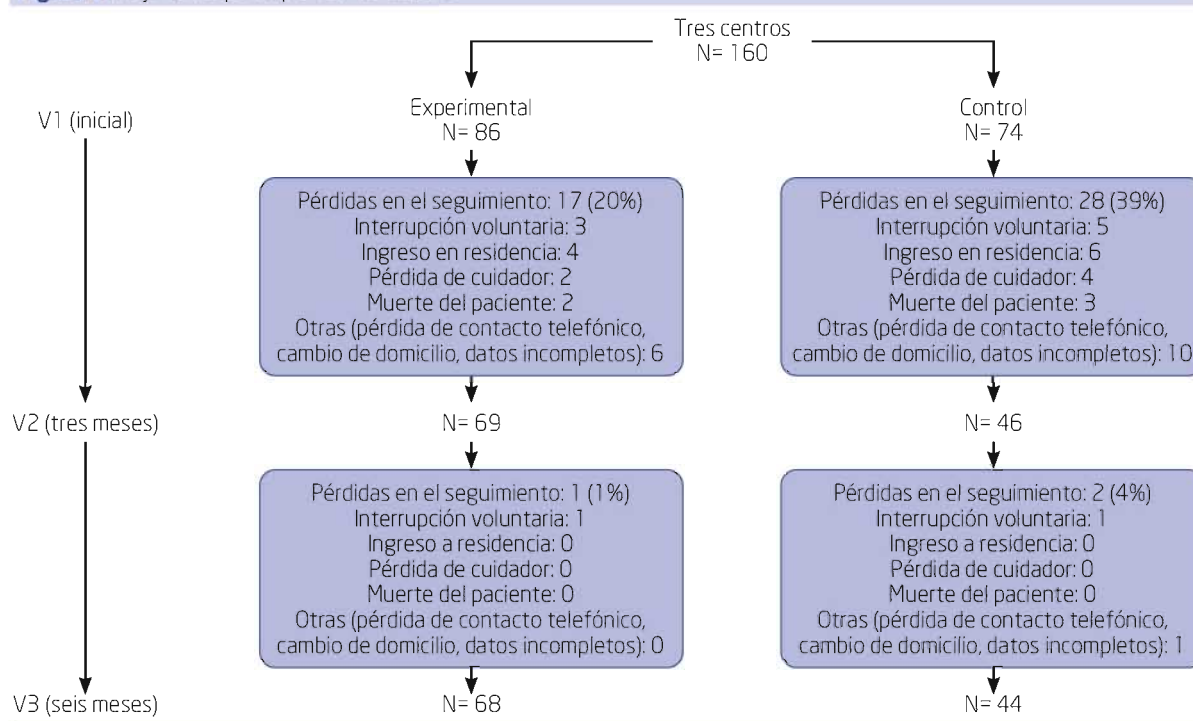 Tres centros
N= 160
V1 (inicial)
Experimental
N= 86
Control
N= 74
Pérdidas en el seguimiento: 17 (20%)
Interrupción voluntaria: 3
Ingreso en residencia: 4
Pérdida de cuidador: 2
Muerte del paciente: 2
Otras (pérdida de contacto telefónico,
cambio de domicilio, datos incompletos): 6
Pérdidas en el seguimiento: 28 (39%)
Interrupción voluntaria: 5
Ingreso en residencia: 6
Pérdida de cuidador: 4
Muerte del paciente: 3
Otras (pérdida de contacto telefónico,
cambio de domicilio, datos incompletos): 10
V2 (tres meses)
N= 69
N= 46
Pérdidas en el seguimiento: 1 (1%)
Interrupción voluntaria: 1
Ingreso a residencia: 0
Pérdida de cuidador: 0
Muerte del paciente: 0
Otras (pérdida de contacto telefónico,
cambio de domicilio, datos incompletos): 0
Pérdidas en el seguimiento: 2 (4%)
Interrupción voluntaria: 1
Ingreso a residencia: 0
Pérdida de cuidador: 0
Muerte del paciente: 0
Otras (pérdida de contacto telefónico,
cambio de domicilio, datos incompletos): 1
V3 (seis meses)
N= 68
N= 44